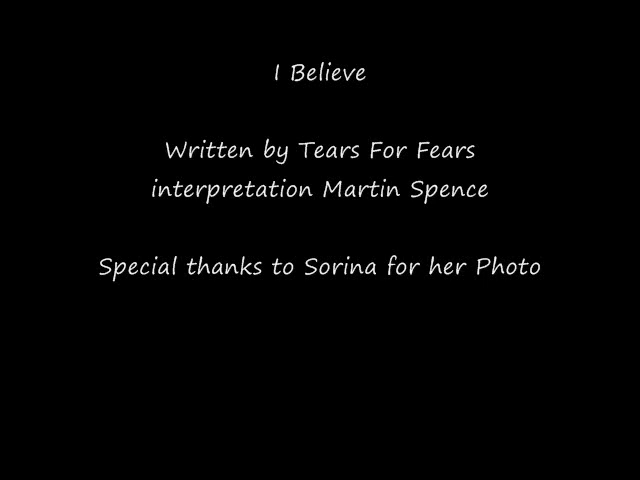 I Believe
Written by Tears For Fears
interpretation Martin Spence
Special thanks to Sorina for her Photo